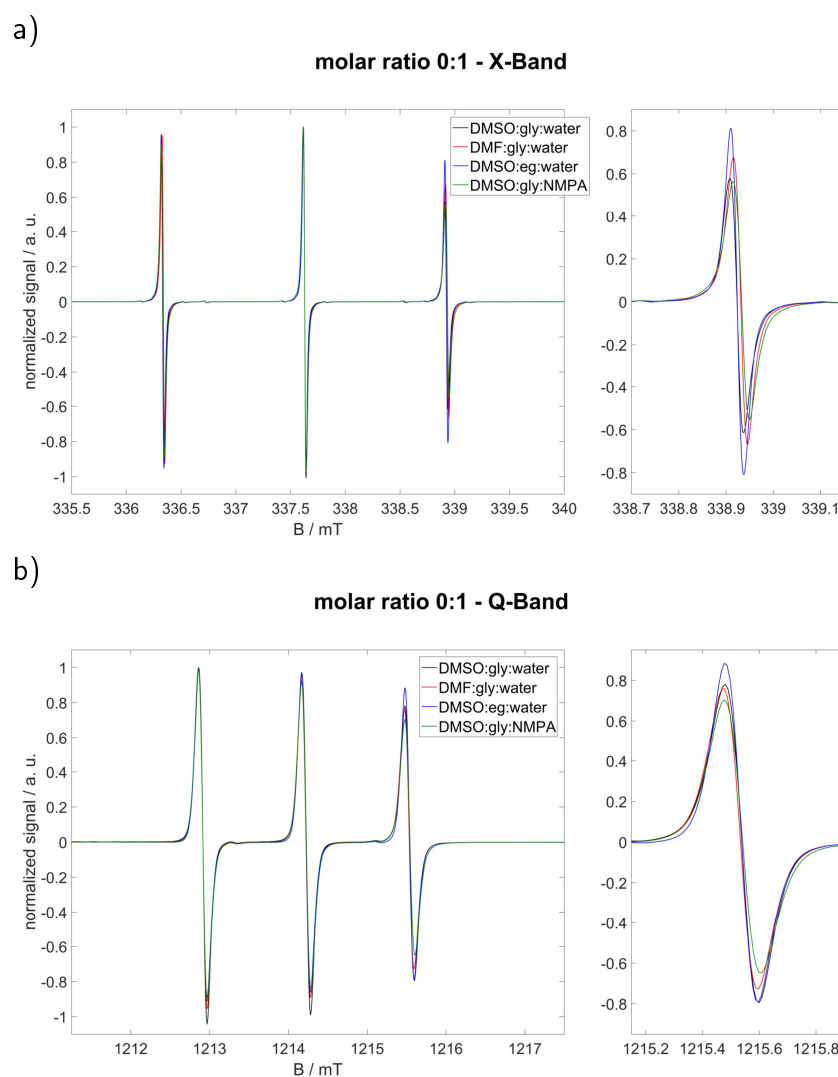 a)
molar ratio 0:1 - X-Band
normalized signal / a. u.
1
0.8
0.6
0.4
0.2
0
-0.2
-0.4
-0.6
-0.8
-1
335.5 336 336.5 337 337.5 338 338.5 339 339.5 340
B / mT
DMSO:gly:water
DMF:gly:water
DMSO:eg:water
DMSO:gly:NMPA
0.8
0.6
0.4
0.2
0
-0.2
-0.4
-0.6
-0.8
338.7 338.8 338.9 339 339.1
b)
molar ratio 0:1 - Q-Band
normalized signal / a. u.
1
0.8
0.6
0.4
0.2
0
-0.2
-0.4
-0.6
-0.8
-1
1212 1213 1214 1215 1216 1217
B / mT
DMSO:gly:water
DMF:gly:water
DMSO:eg:water
DMSO:gly:NMPA
0.8
0.6
0.4
0.2
0
-0.2
-0.4
-0.6
-0.8
1215.2 1215.4 1215.6 1215.8